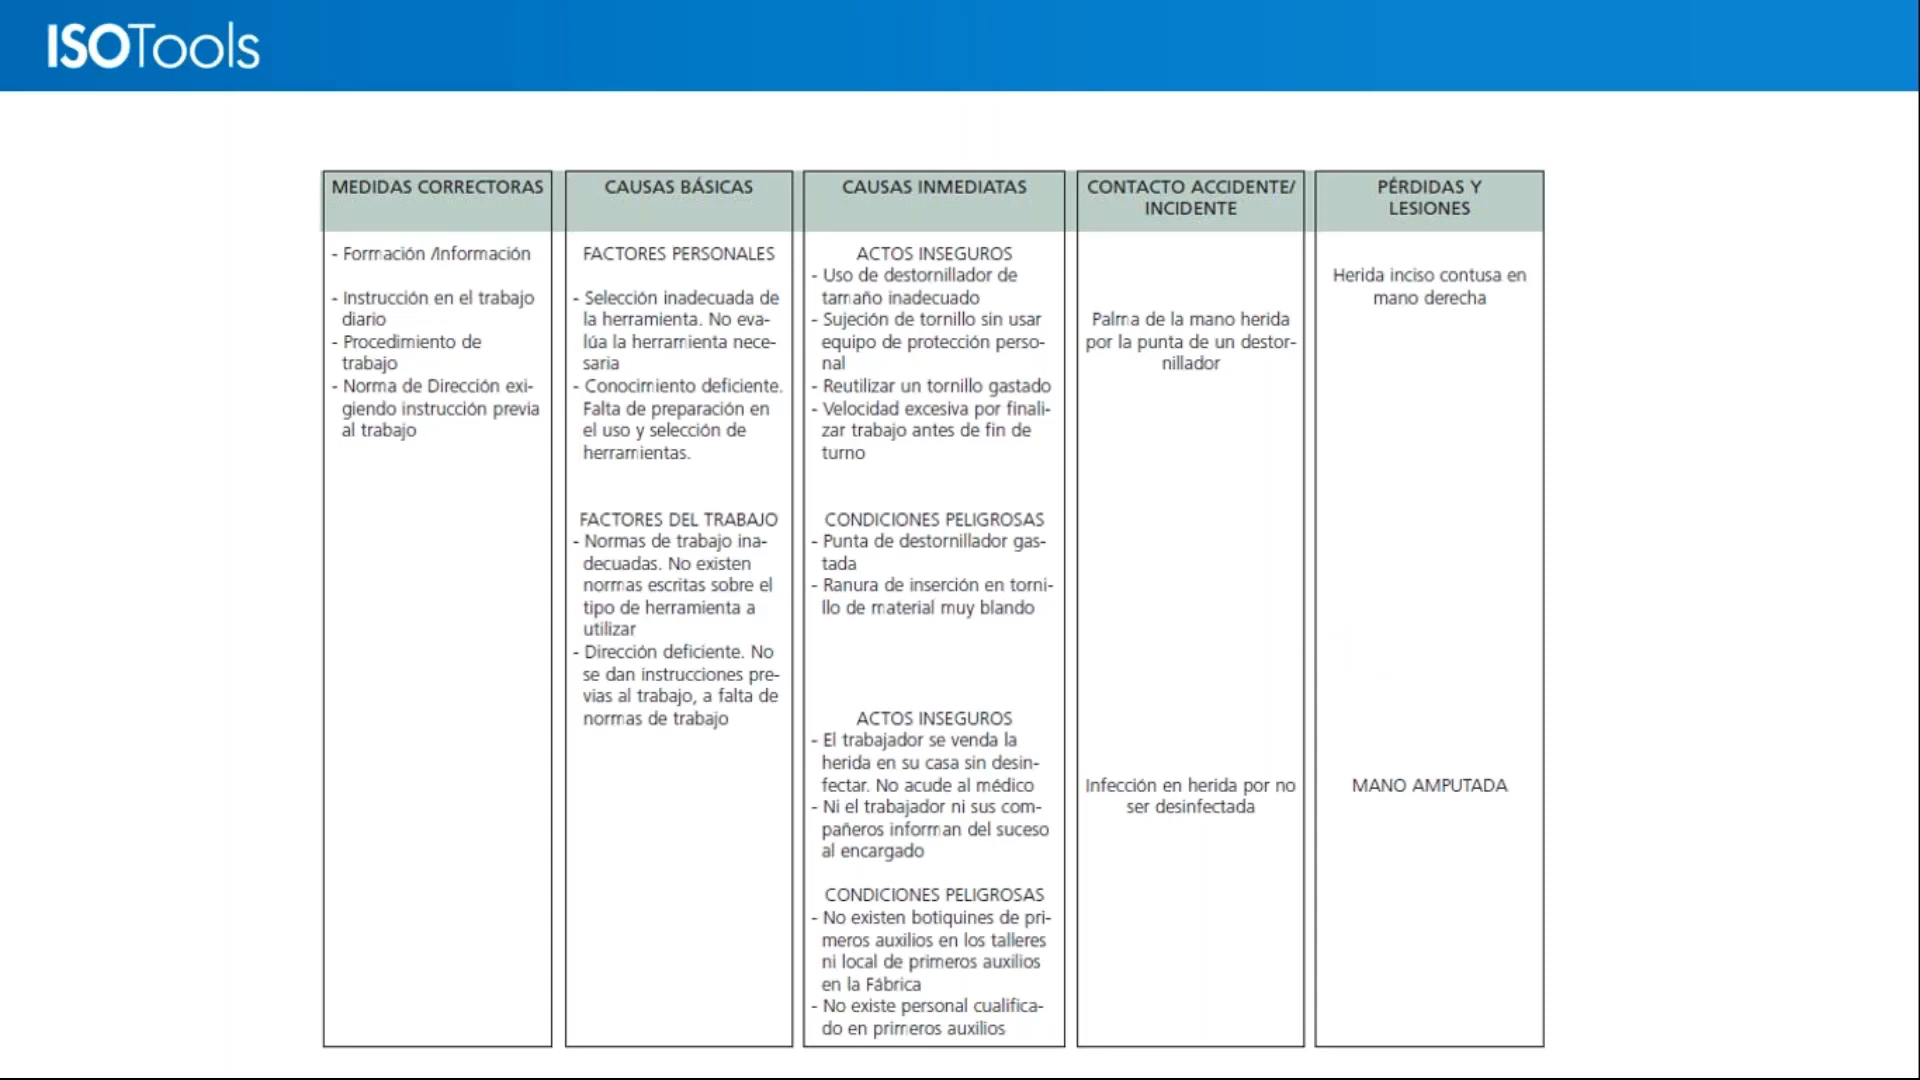 ISOTools
MEDIDAS CORRECTORAS
- Formación /Información
- Instrucción en el trabajo
diario
- Procedimiento de
trabajo
- Norma de Dirección exi-
giendo instrucción previa
al trabajo
CAUSAS BÁSICAS
FACTORES PERSONALES
- Selección inadecuada de
la herramienta. No eva-
lúa la herramienta nece-
saria
- Conocimiento deficiente.
Falta de preparación en
el uso y selección de
herramientas.
FACTORES DEL TRABAJO
- Normas de trabajo ina-
decuadas. No existen
normas escritas sobre el
tipo de herramienta a
utilizar
- Dirección deficiente. No
se dan instrucciones pre-
vias al trabajo, a falta de
normas de trabajo
CAUSAS INMEDIATAS
ACTOS INSEGUROS
- Uso de destornillador de
tamaño inadecuado
- Sujeción de tornillo sin usar
equipo de protección perso-
nal
- Reutilizar un tornillo gastado
- Velocidad excesiva por finali-
zar trabajo antes de fin de
turno
CONDICIONES PELIGROSAS
- Punta de destornillador gas-
tada
- Ranura de inserción en torni-
llo de material muy blando
ACTOS INSEGUROS
- El trabajador se venda la
herida en su casa sin desin-
fectar. No acude al médico
- Ni el trabajador ni sus com-
pañeros informan del suceso
al encargado
CONDICIONES PELIGROSAS
- No existen botiquines de pri-
meros auxilios en los talleres
ni local de primeros auxilios
en la Fábrica
- No existe personal cualifica-
do en primeros auxilios
CONTACTO ACCIDENTE/
INCIDENTE
Palma de la mano herida
por la punta de un destor-
nillador
Infección en herida por no
ser desinfectada
PÉRDIDAS Y
LESIONES
Herida inciso contusa en
mano derecha
MANO AMPUTADA